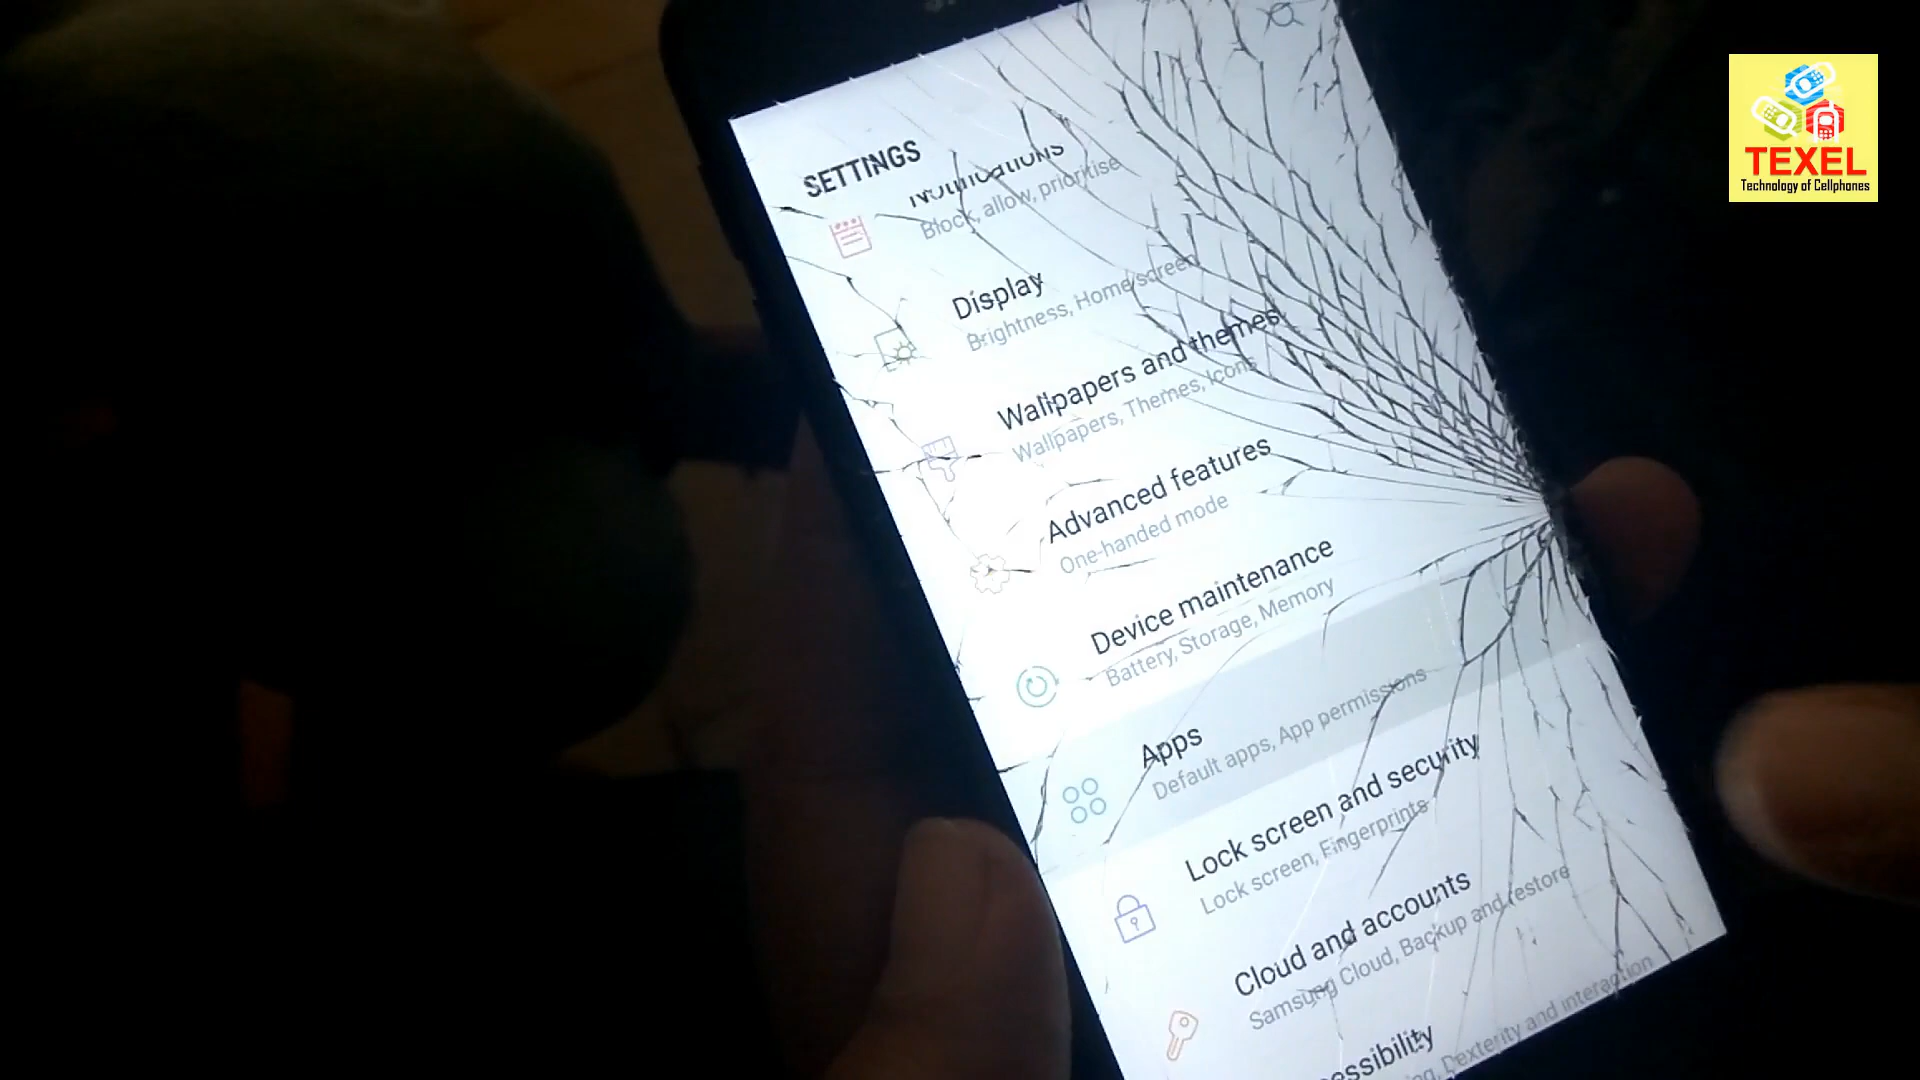 SETTINGS
Notifications
Block, allow, prioritise
Display
Brightness, Home screen
Wallpapers and themes
Wallpapers, Themes, Icons
Advanced features
One-handed mode
Device maintenance
Battery, Storage, Memory
Apps
Default apps, App permissions
Lock screen and security
Lock screen, Fingerprints
Cloud and accounts
Samsung Cloud, Backup and restore
essibility
Dexterity and interaction
TEXEL
Technology of Cellphones